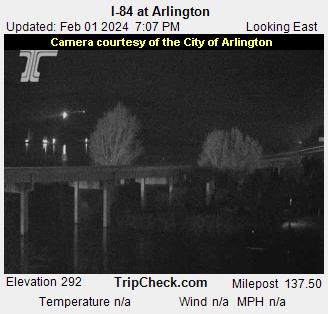 I-84 at Arlington
Updated: Feb 01 2024 7:07 PM Looking East
Camera courtesy of the City of Arlington
Elevation 292 TripCheck.com Milepost 137.50
Temperature n/a Wind n/a MPH n/a